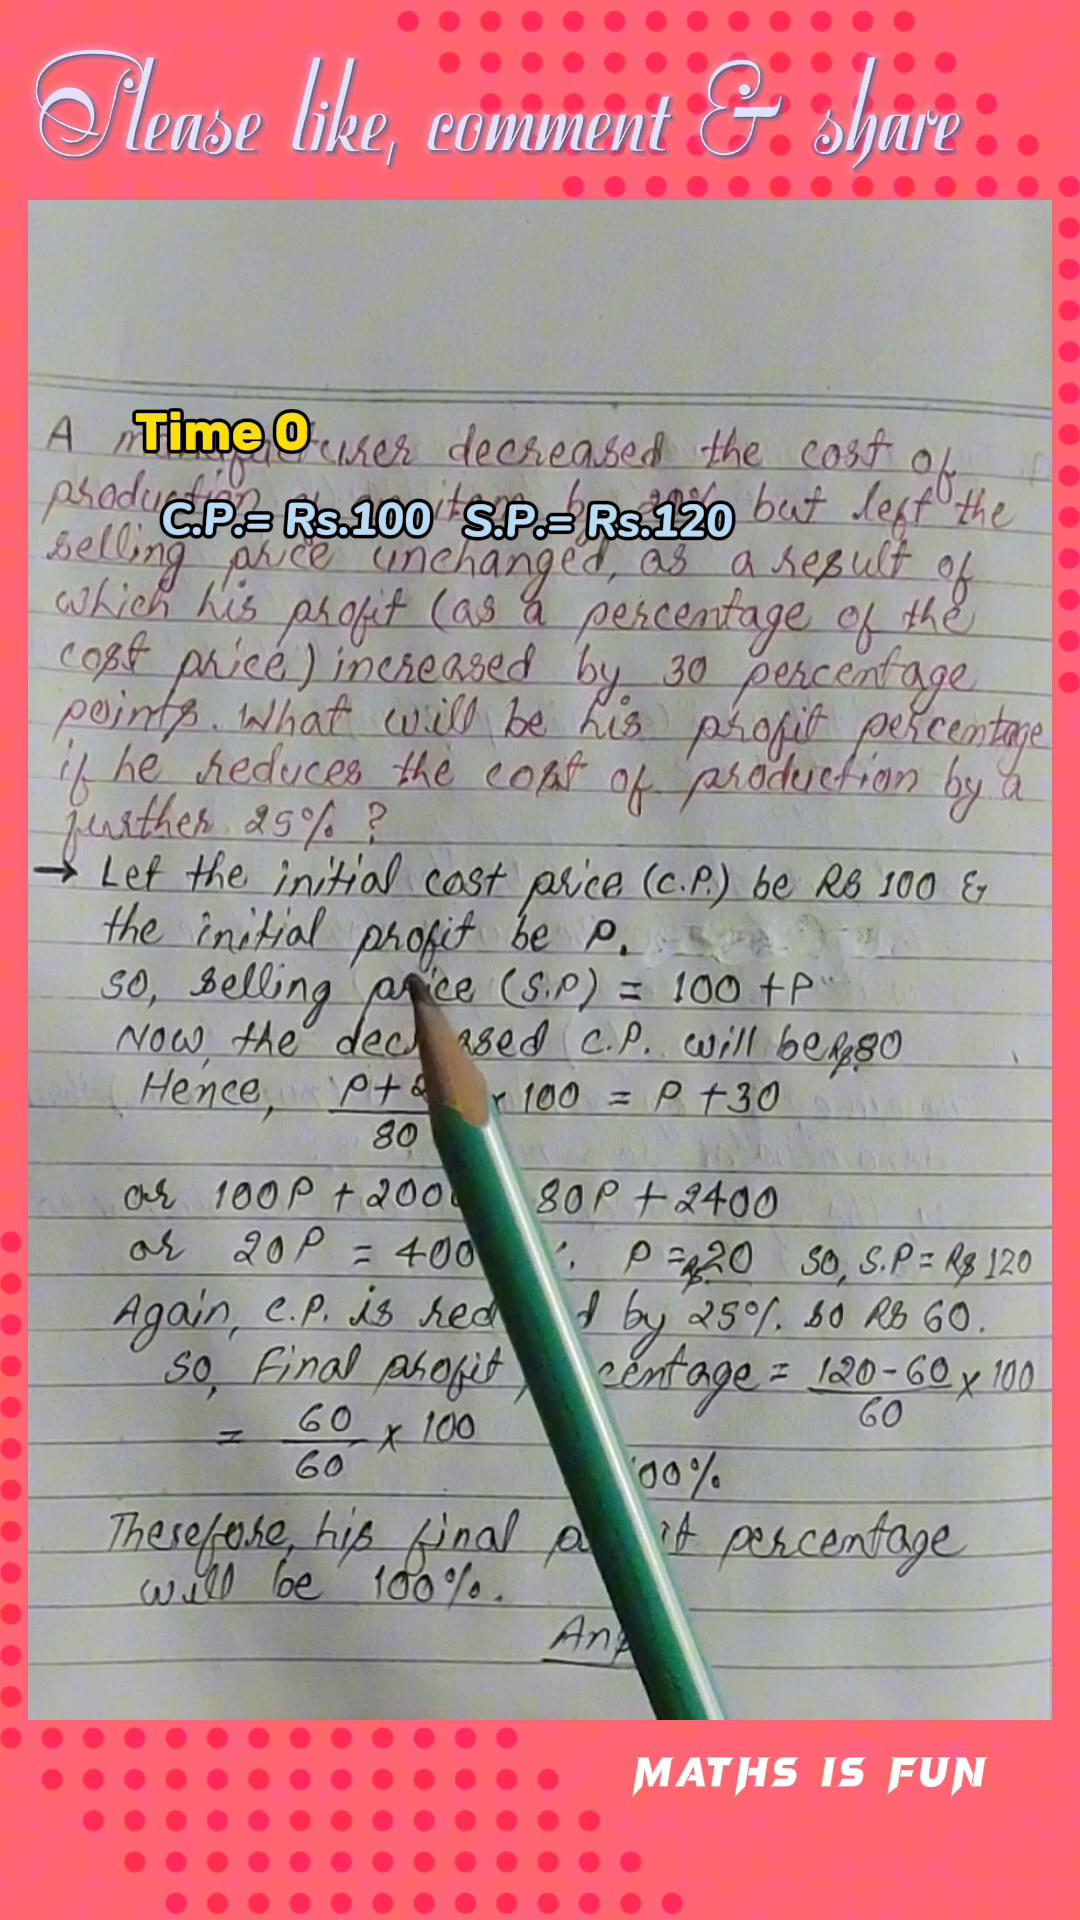 Please like, comment & share
Time 0
A decreased the cost of
C.P.= Rs.100 S.P.= Rs.120
but left the
selling price unchanged, as a result of
which his profit (as a percentage of the
cost price) increased by 30 percentage
points. What will be his profit percentage
if he reduces the cost of production by a
further 25% ?
→ Let the initial cost price (C.P.) be Rs 100 &
the initial profit be P.
so, selling price (S.P) = 100 + P
Now, the decreased C.P. will be Rs 80
Hence, P+ × 100 = P + 30
80
or 100P + 200 80P + 2400
or 20P = 400 ∴ P = Rs 20 so, S.P = Rs 120
Again, C.P. is by 25%. so Rs 60.
So, Final profit = 120-60 × 100
60
= 60 × 100
60
00%
Therefore, his final percentage
will be 100%.
Ans
MATHS IS FUN